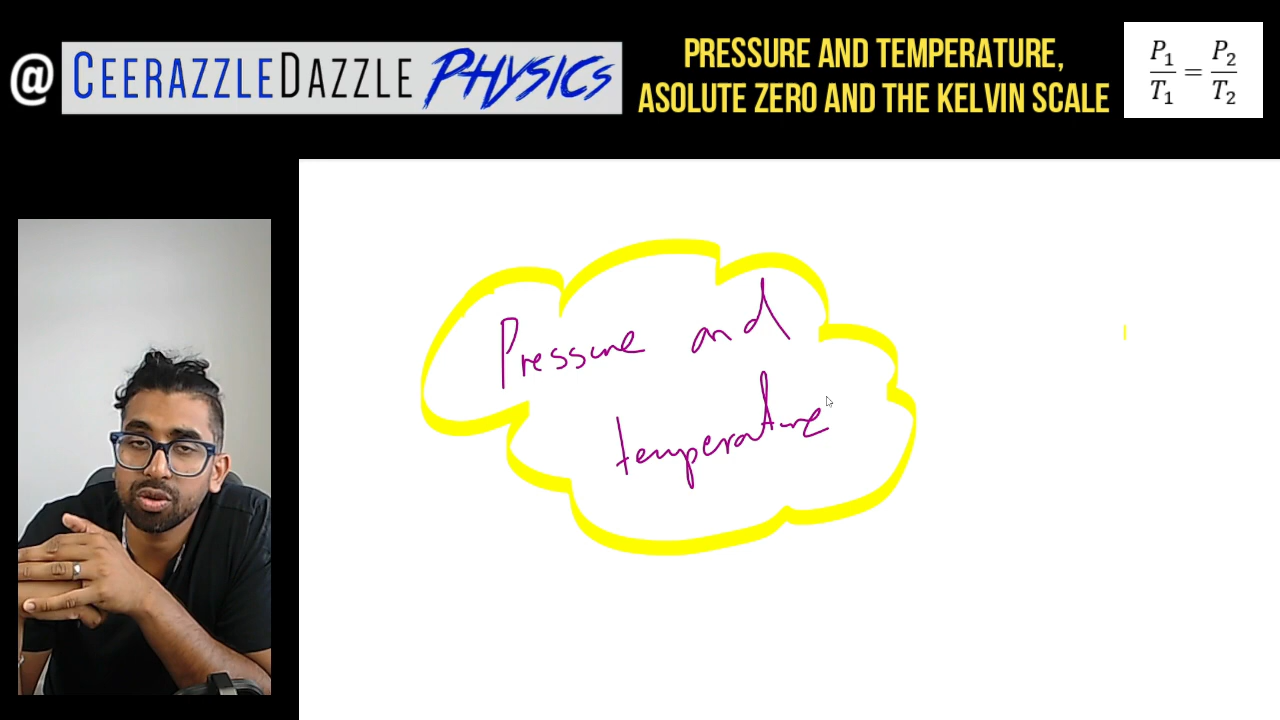 @ CEERAZZLEDAZZLE PHYSICS
PRESSURE AND TEMPERATURE,
ASOLUTE ZERO AND THE KELVIN SCALE
P₁/T₁ = P₂/T₂
Pressure and
temperature